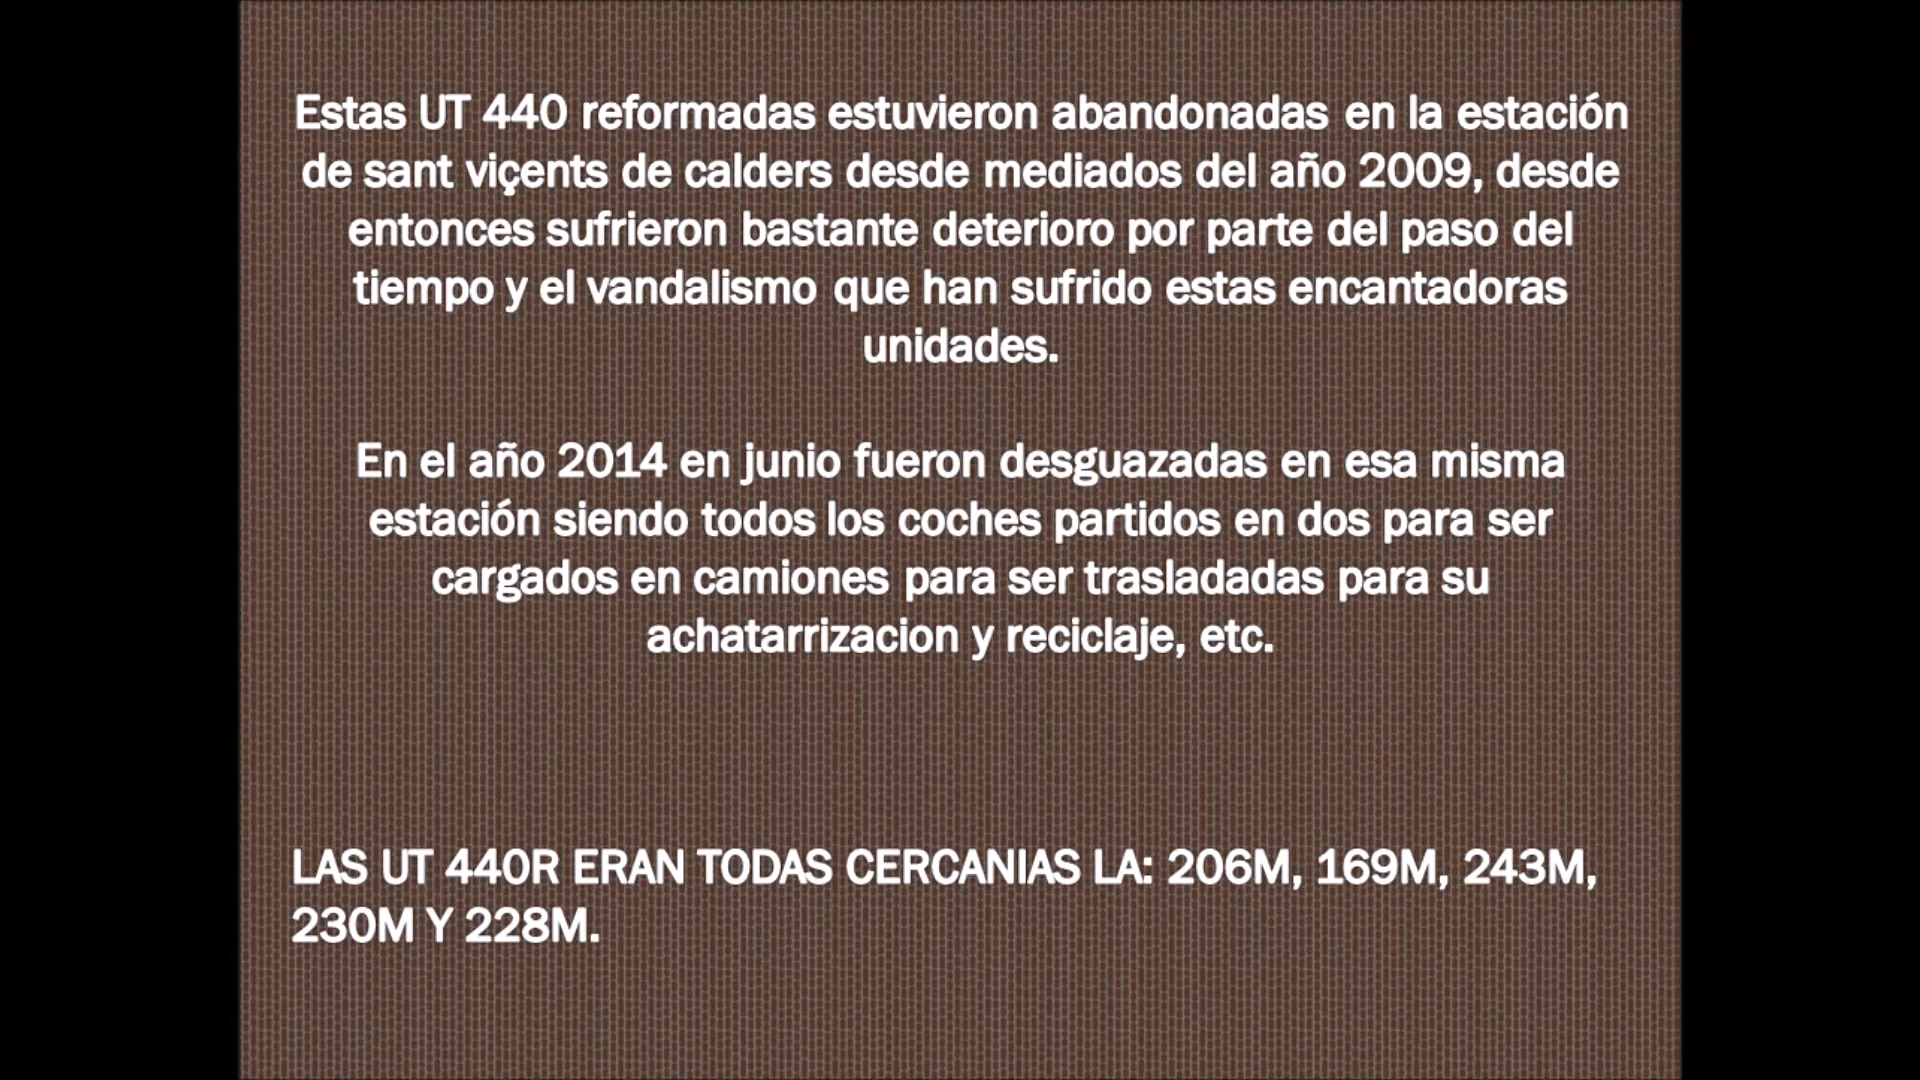 Estas UT 440 reformadas estuvieron abandonadas en la estación
de sant viçents de calders desde mediados del año 2009, desde
entonces sufrieron bastante deterioro por parte del paso del
tiempo y el vandalismo que han sufrido estas encantadoras
unidades.
En el año 2014 en junio fueron desguazadas en esa misma
estación siendo todos los coches partidos en dos para ser
cargados en camiones para ser trasladadas para su
achatarrizacion y reciclaje, etc.
LAS UT 440R ERAN TODAS CERCANIAS LA: 206M, 169M, 243M,
230M Y 228M.